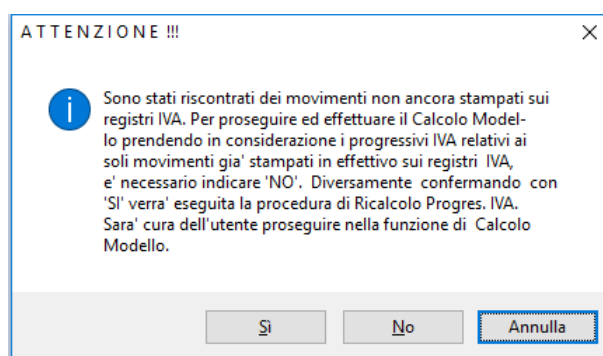 A T T E N Z I O N E !!!
Sono stati riscontrati dei movimenti non ancora stampati sui
registri IVA. Per proseguire ed effettuare il Calcolo Model-
lo prendendo in considerazione i progressivi IVA relativi ai
soli movimenti gia' stampati in effettivo sui registri IVA,
e' necessario indicare 'NO'. Diversamente confermando con
'SI' verra' eseguita la procedura di Ricalcolo Progres. IVA.
Sara' cura dell'utente proseguire nella funzione di Calcolo
Modello.
Sì No Annulla